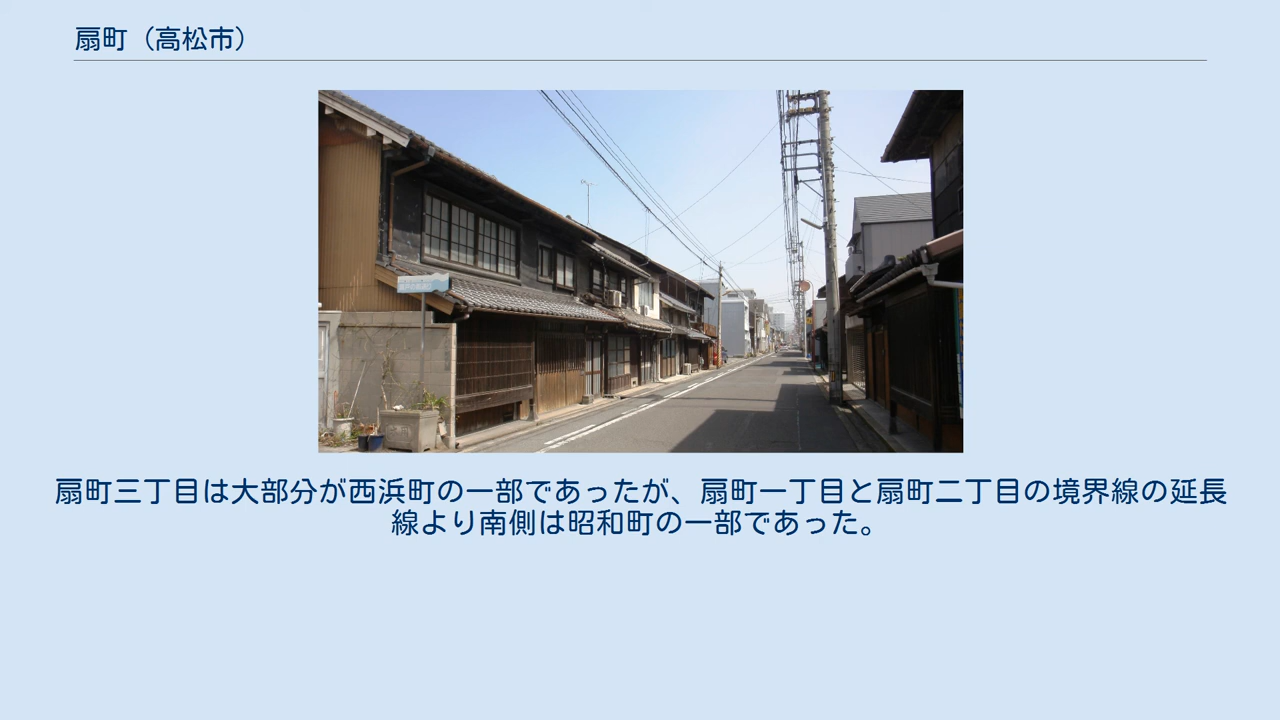 扇町（高松市）
扇町三丁目は大部分が西浜町の一部であったが、扇町一丁目と扇町二丁目の境界線の延長
線より南側は昭和町の一部であった。